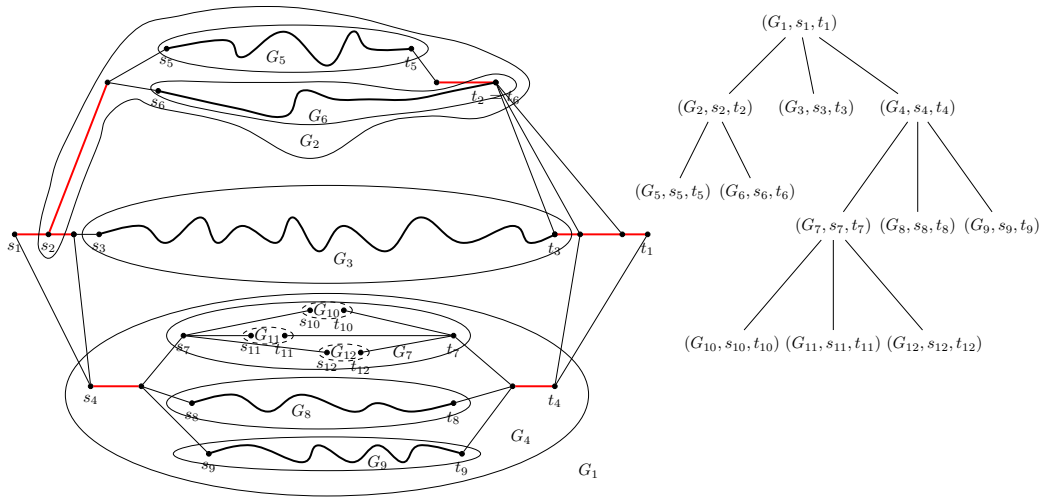 s₅ G₅ t₅
s₆ G₆ t₂ = t₆
G₂
s₁ s₂ s₃ G₃ t₃ t₁
s₇ s₁₀ G₁₀ t₁₀
s₁₁ G₁₁ t₁₁
s₁₂ G₁₂ t₁₂ G₇ t₇
s₄ t₄
s₈ G₈ t₈
G₄
s₉ G₉ t₉
G₁
(G₁, s₁, t₁)
(G₂, s₂, t₂) (G₃, s₃, t₃) (G₄, s₄, t₄)
(G₅, s₅, t₅) (G₆, s₆, t₆)
(G₇, s₇, t₇) (G₈, s₈, t₈) (G₉, s₉, t₉)
(G₁₀, s₁₀, t₁₀) (G₁₁, s₁₁, t₁₁) (G₁₂, s₁₂, t₁₂)